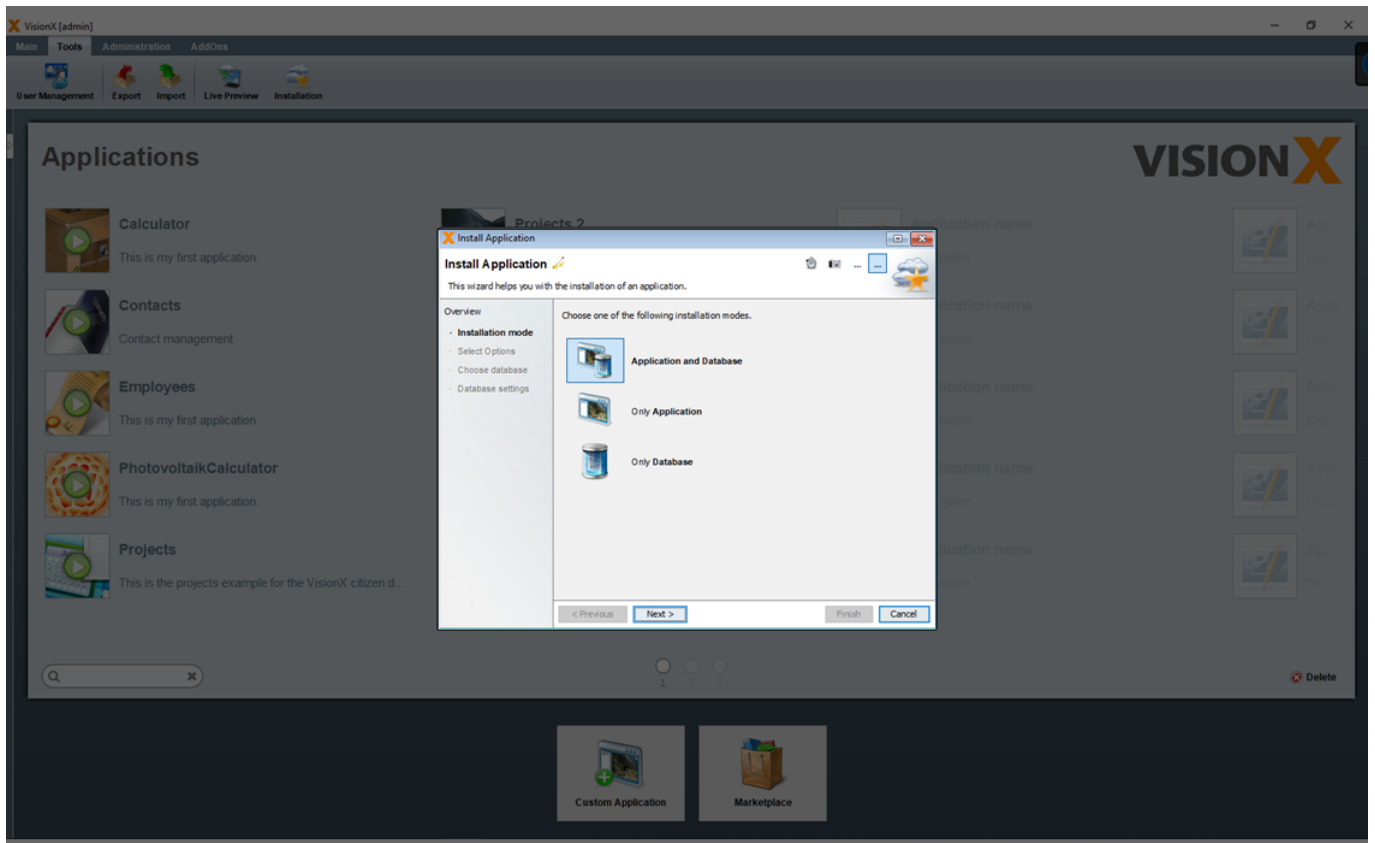 VisionX [admin]
Main Tools Administration AddOns
User Management Export Import Live Preview Installation
Applications
VISIONX
Calculator
This is my first application.
Contacts
Contact management
Employees
This is my first application.
PhotovoltaikCalculator
This is my first application.
Projects
This is the projects example for the VisionX citizen d...
Projects 2
Application name
Install Application
Install Application
... ...
This wizard helps you with the installation of an application.
Overview
· Installation mode
· Select Options
· Choose database
· Database settings
Choose one of the following installation modes.
Application and Database
Only Application
Only Database
< Previous Next > Finish Cancel
1
Delete
Custom Application
Marketplace